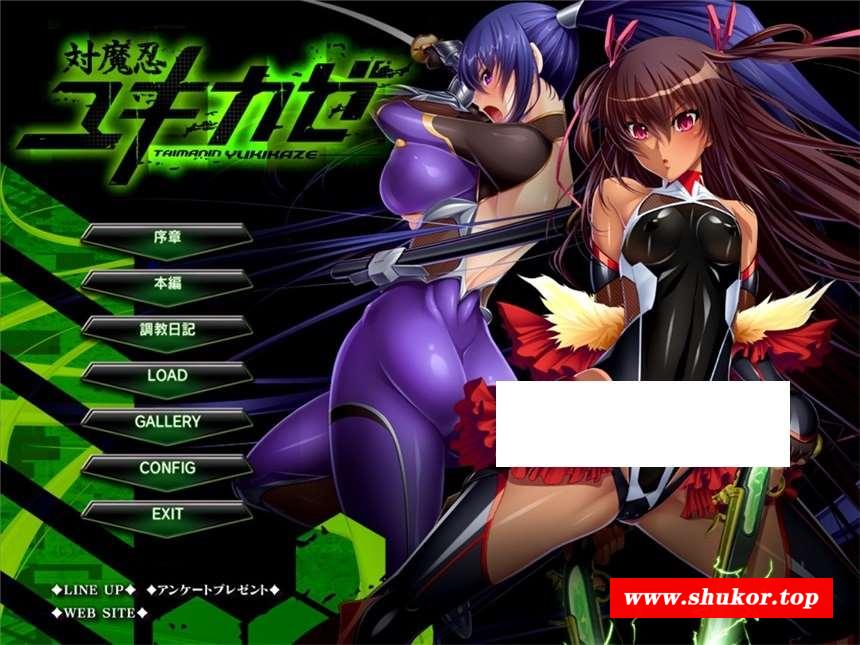 対魔忍
ユキカゼ
TAIMANIN YUKIKAZE
序章
本編
調教日記
LOAD
GALLERY
CONFIG
EXIT
◆LINE UP◆ ◆アンケートプレゼント◆
◆WEB SITE◆
www.shukor.top